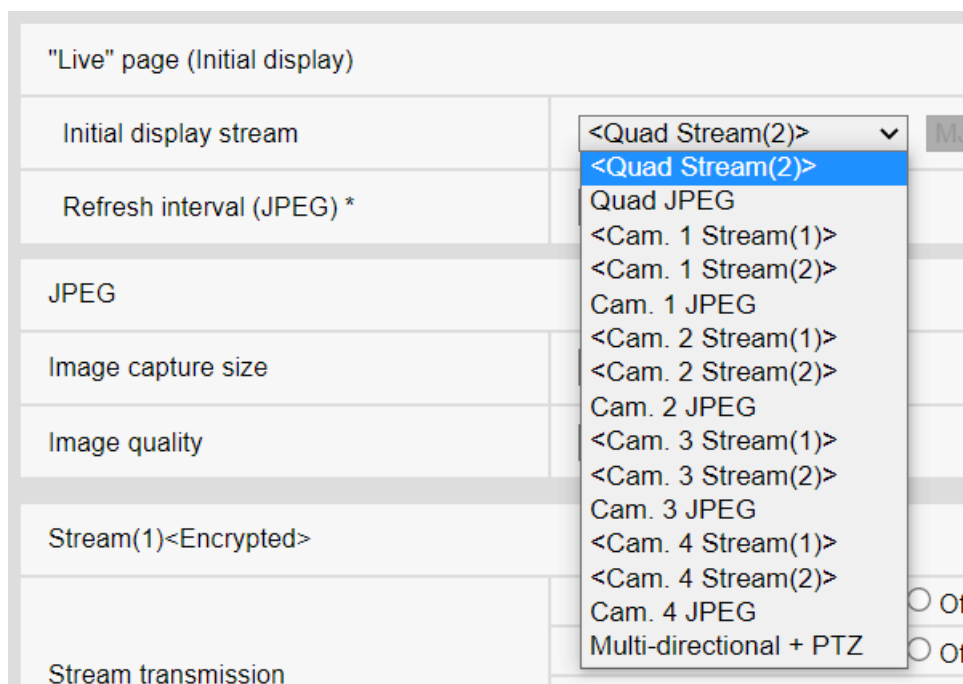 "Live" page (Initial display)
Initial display stream
<Quad Stream(2)>
<Quad Stream(2)>
Quad JPEG
<Cam. 1 Stream(1)>
<Cam. 1 Stream(2)>
Cam. 1 JPEG
<Cam. 2 Stream(1)>
<Cam. 2 Stream(2)>
Cam. 2 JPEG
<Cam. 3 Stream(1)>
<Cam. 3 Stream(2)>
Cam. 3 JPEG
<Cam. 4 Stream(1)>
<Cam. 4 Stream(2)>
Cam. 4 JPEG
Multi-directional + PTZ
Refresh interval (JPEG) *
JPEG
Image capture size
Image quality
Stream(1)<Encrypted>
Stream transmission